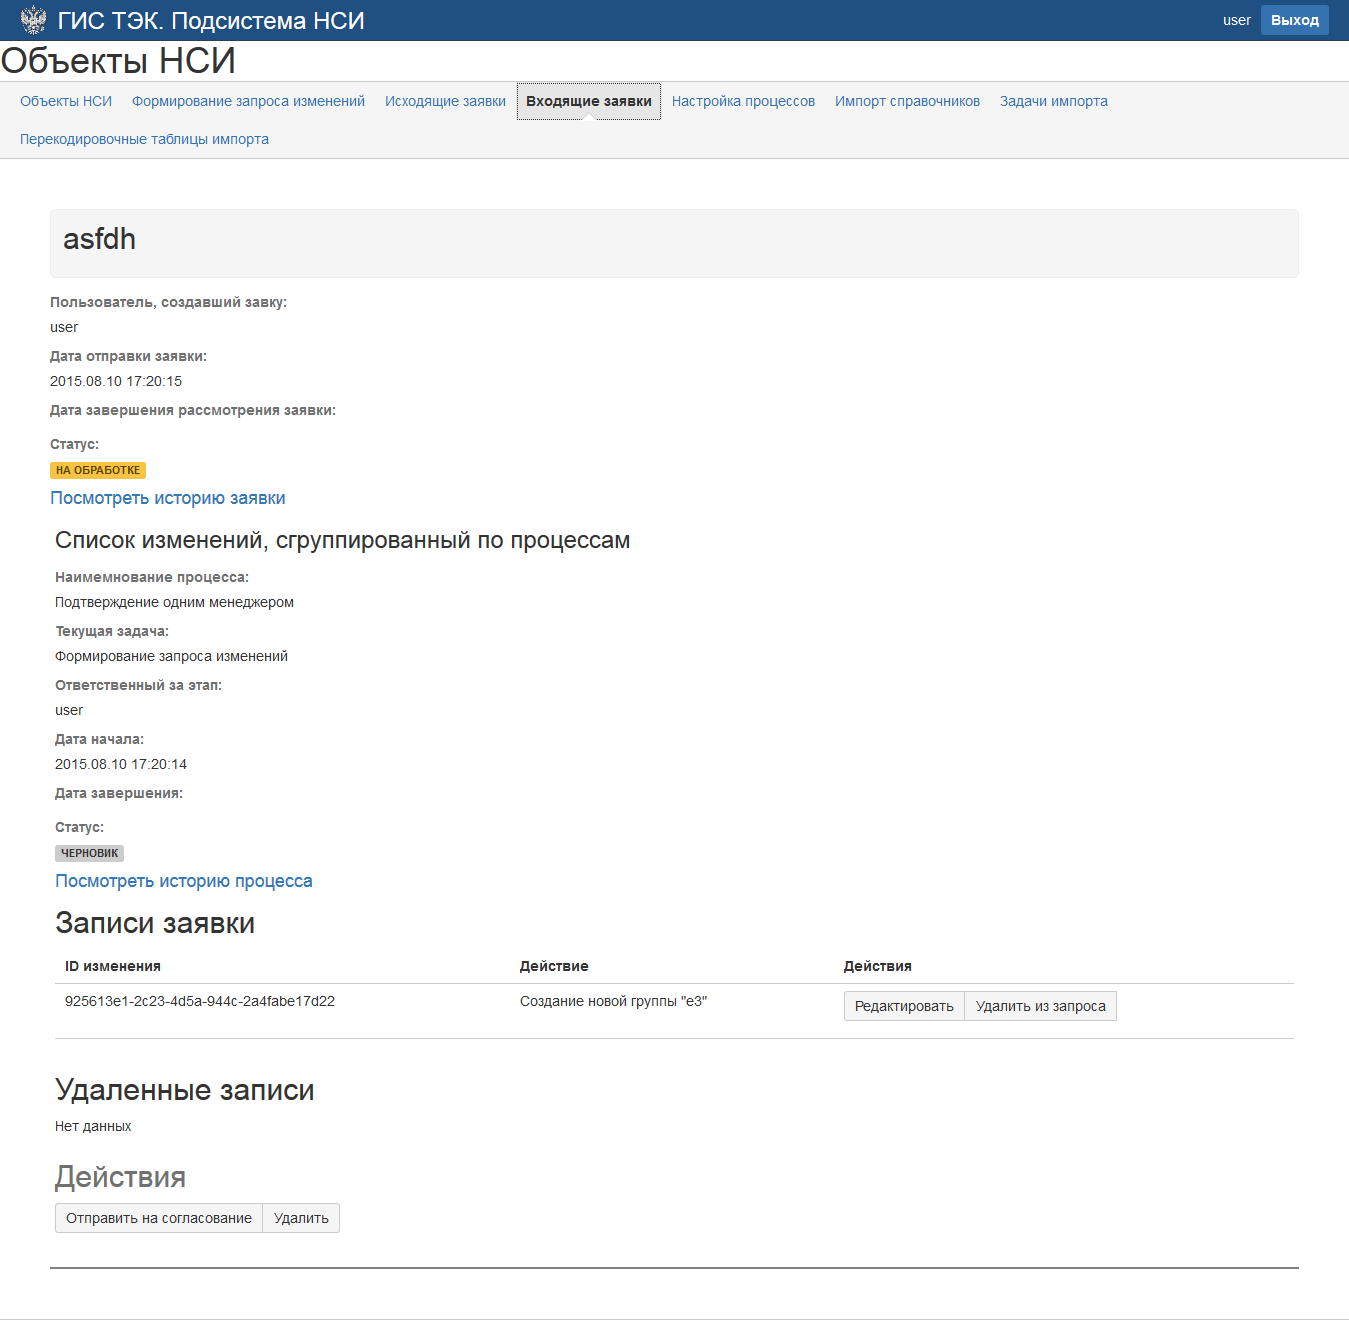 ГИС ТЭК. Подсистема НСИ
user Выход
Объекты НСИ
Объекты НСИ Формирование запроса изменений Исходящие заявки Входящие заявки Настройка процессов Импорт справочников Задачи импорта
Перекодировочные таблицы импорта
asfdh
Пользователь, создавший завку:
user
Дата отправки заявки:
2015.08.10 17:20:15
Дата завершения рассмотрения заявки:
Статус:
НА ОБРАБОТКЕ
Посмотреть историю заявки
Список изменений, сгруппированный по процессам
Наимемнование процесса:
Подтверждение одним менеджером
Текущая задача:
Формирование запроса изменений
Ответственный за этап:
user
Дата начала:
2015.08.10 17:20:14
Дата завершения:
Статус:
ЧЕРНОВИК
Посмотреть историю процесса
Записи заявки
ID изменения Действие Действия
925613e1-2c23-4d5a-944c-2a4fabe17d22 Создание новой группы "е3" Редактировать Удалить из запроса
Удаленные записи
Нет данных
Действия
Отправить на согласование Удалить